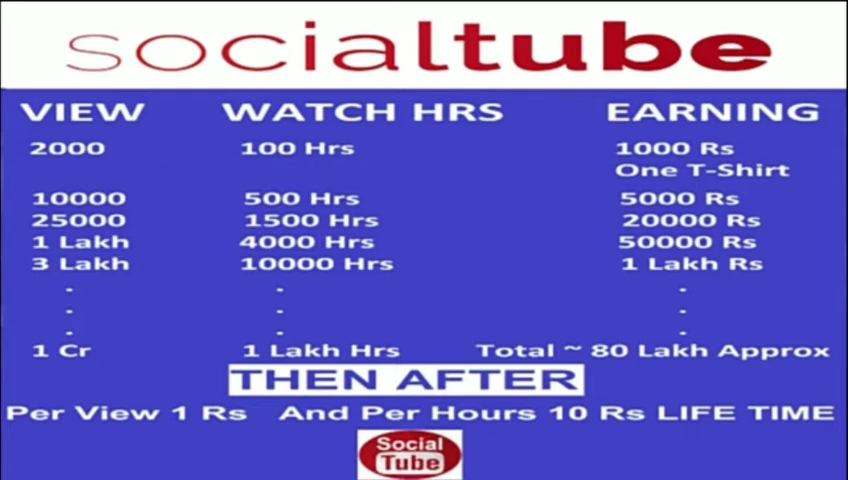 socialtube
VIEW WATCH HRS EARNING
2000 100 Hrs 1000 Rs
One T-Shirt
10000 500 Hrs 5000 Rs
25000 1500 Hrs 20000 Rs
1 Lakh 4000 Hrs 50000 Rs
3 Lakh 10000 Hrs 1 Lakh Rs
. . .
. . .
. . .
1 Cr 1 Lakh Hrs Total ~ 80 Lakh Approx
THEN AFTER
Per View 1 Rs And Per Hours 10 Rs LIFE TIME
Social
Tube